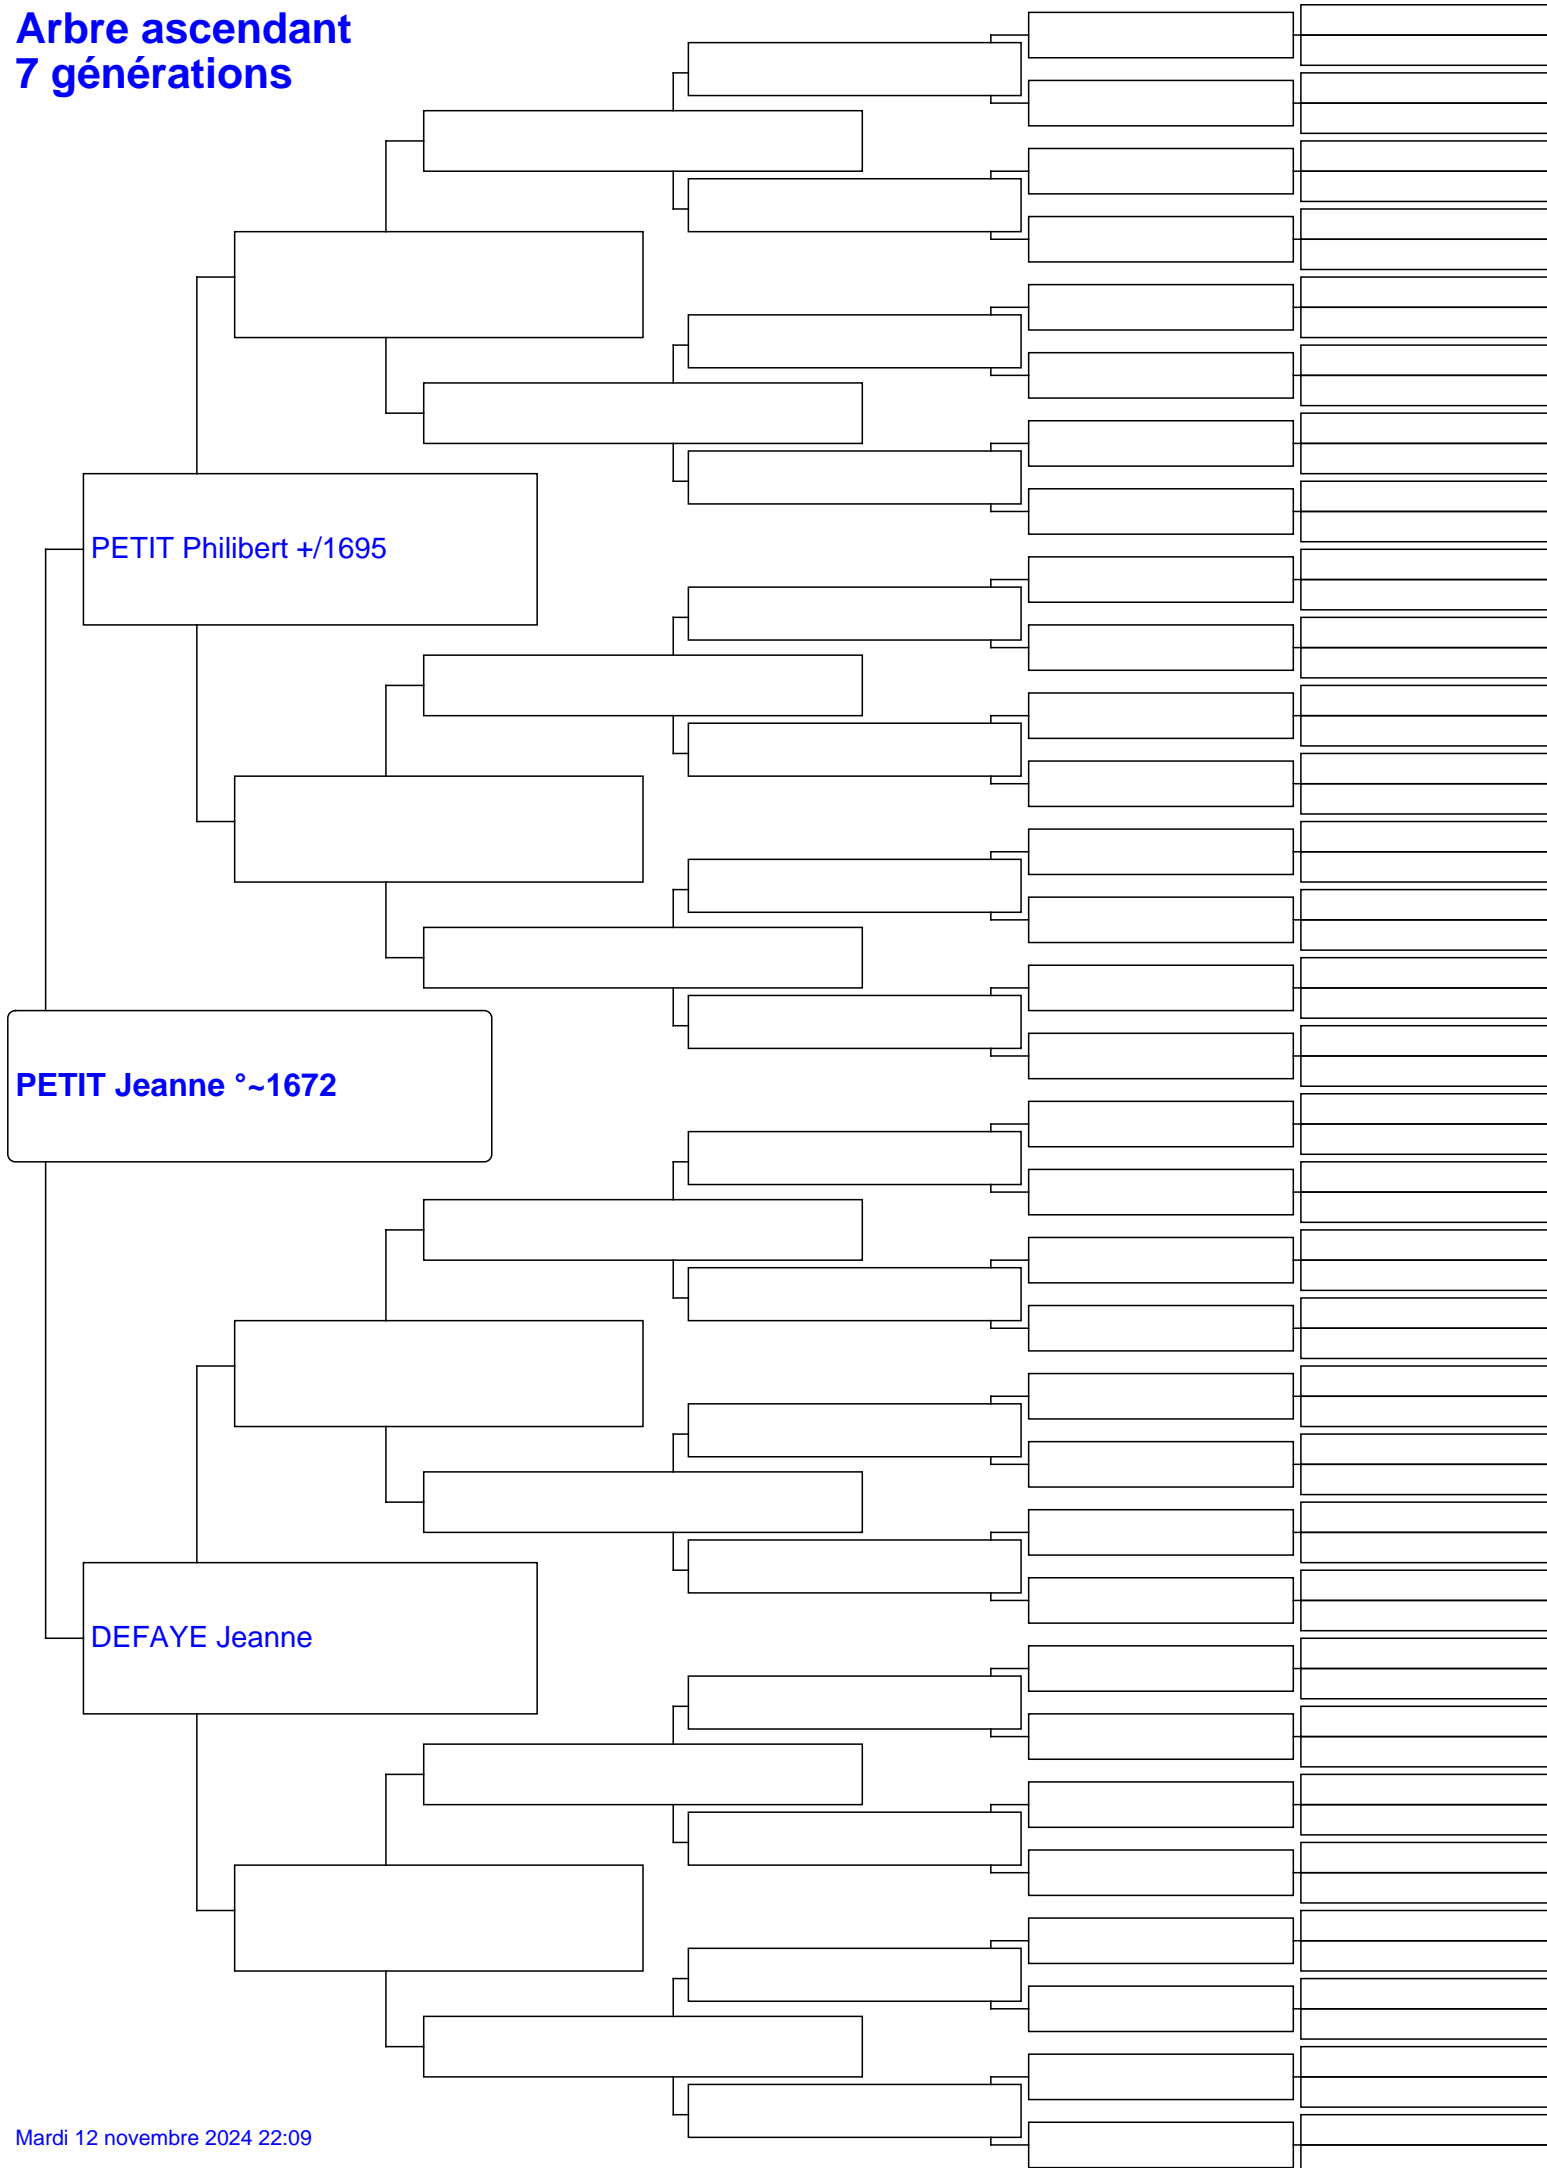 Arbre ascendant
7 générations
PETIT Philibert +/1695
PETIT Jeanne °~1672
DEFAYE Jeanne
Mardi 12 novembre 2024 22:09